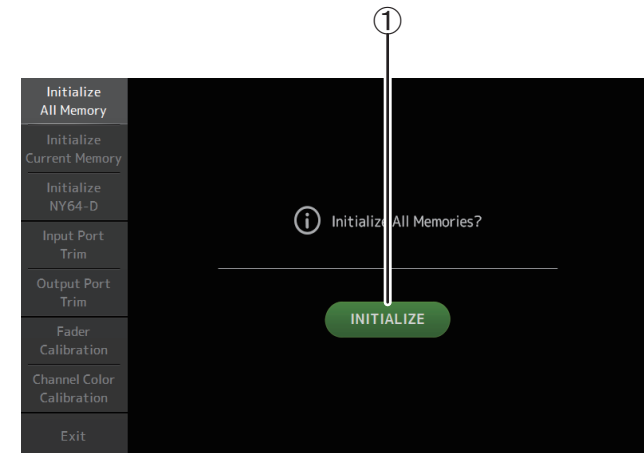 ①
Initialize
All Memory
Initialize
Current Memory
Initialize
NY64-D
Input Port
Trim
Output Port
Trim
Fader
Calibration
Channel Color
Calibration
Exit
Initialize All Memories?
INITIALIZE